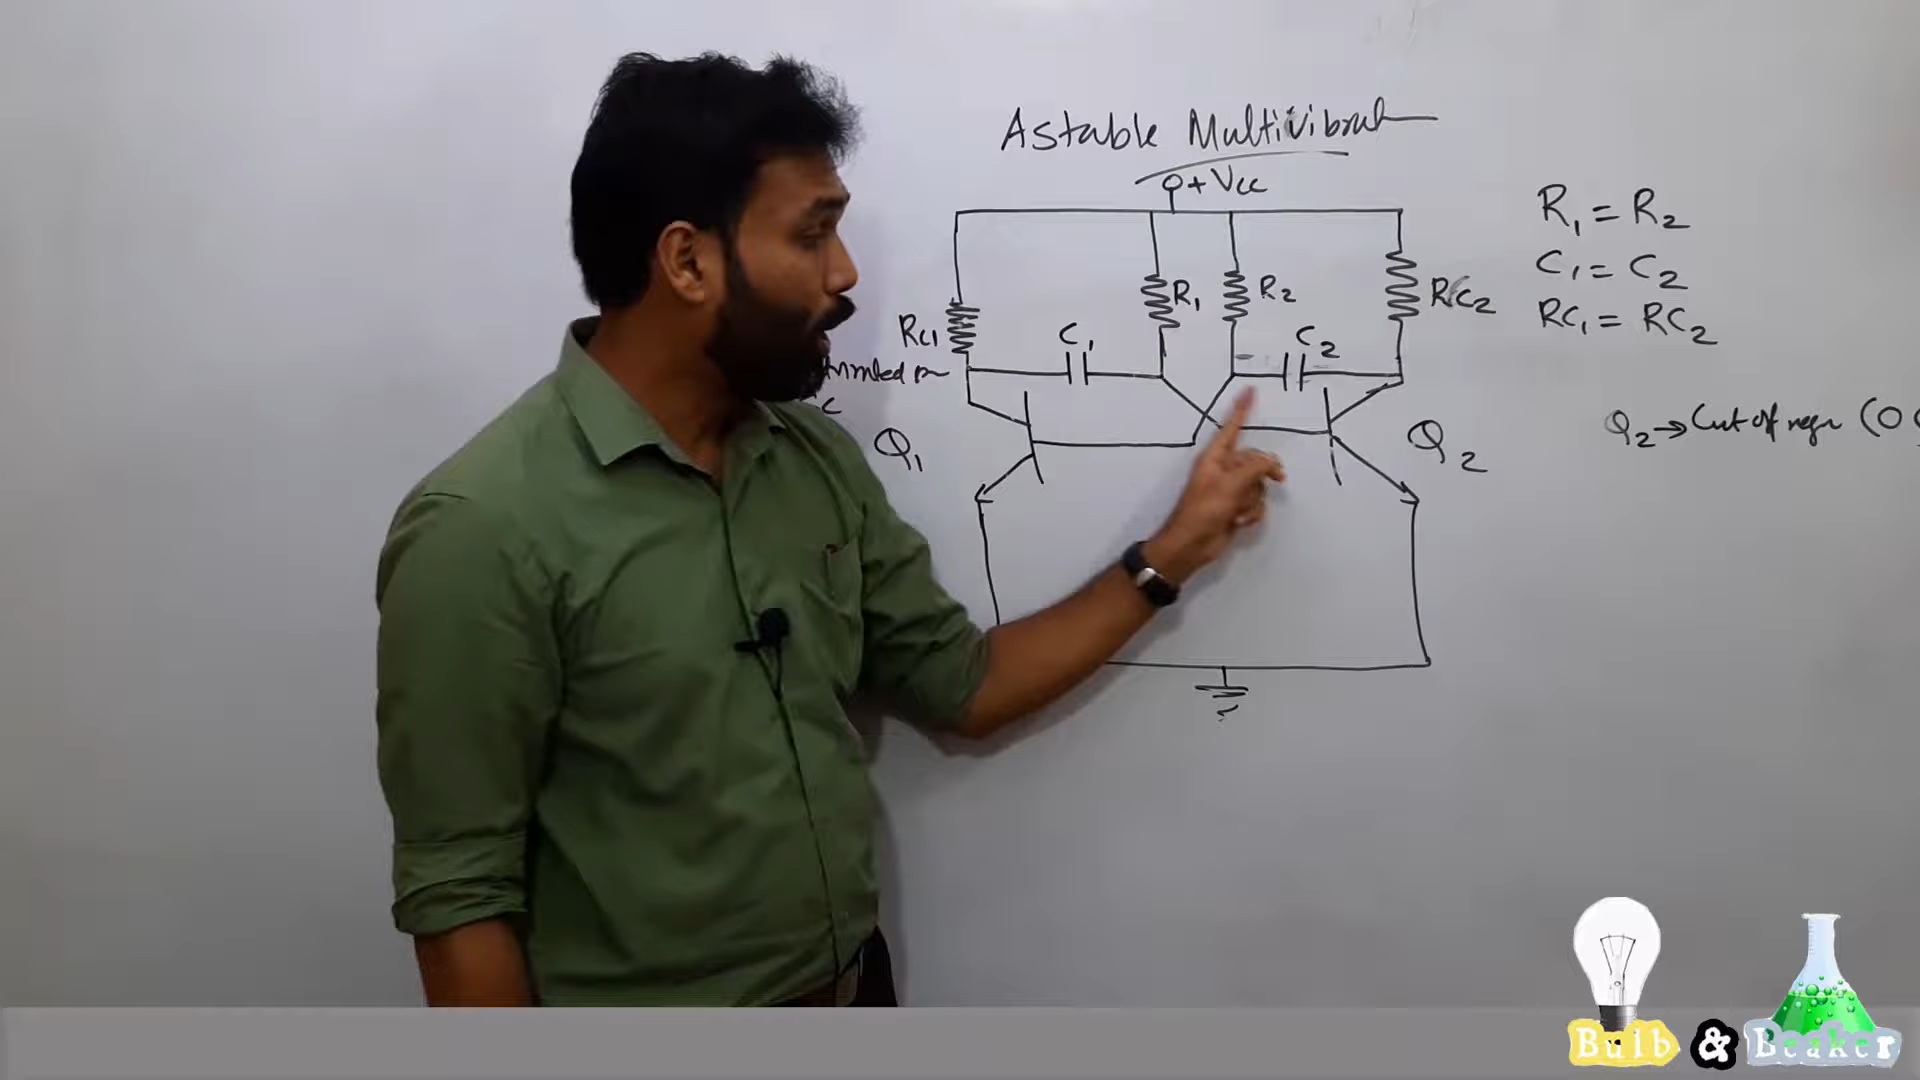 Astable Multivibrat
+ Vcc
R1 = R2
C1 = C2
RC1 = RC2
R1
R2
RC2
RC1
C1
C2
Q1
Q2
Q2 → Cut off regn (O
Bulb & Beaker